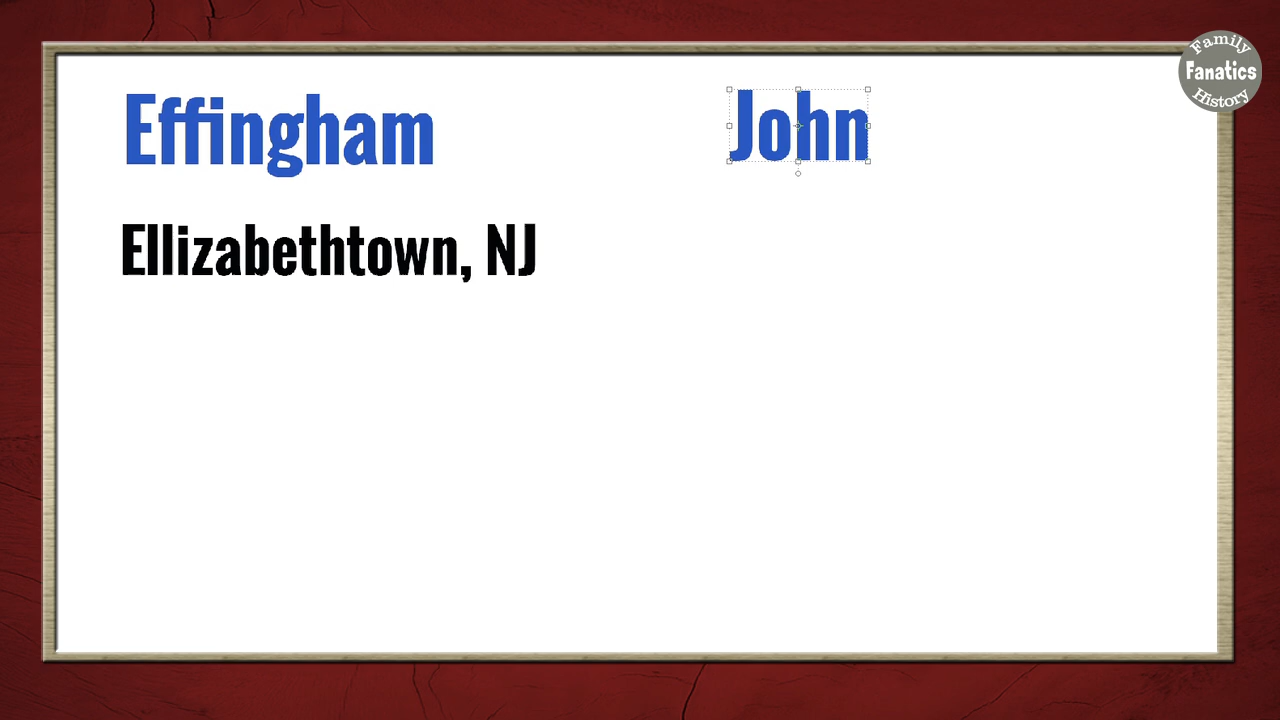 Family
Fanatics
History
Effingham John
Ellizabethtown, NJ